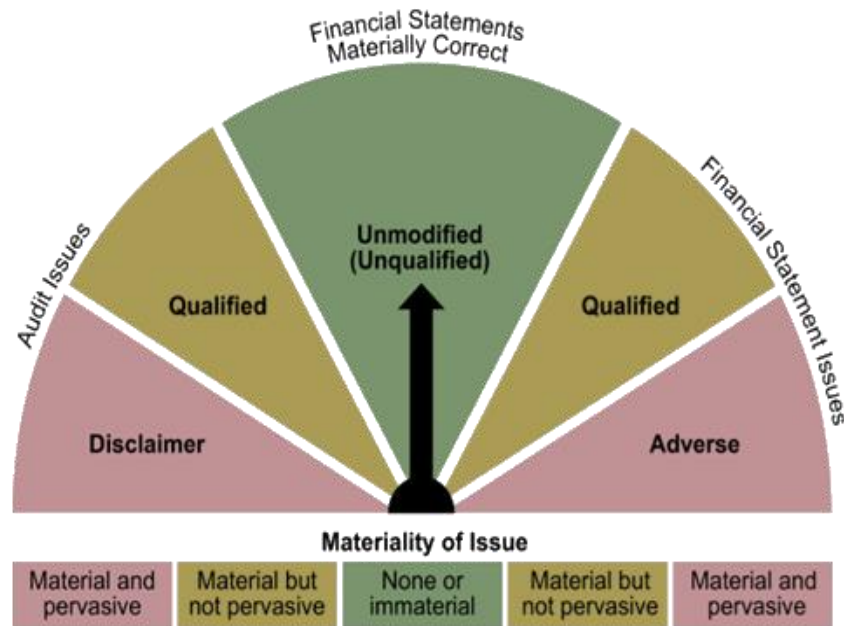 Financial Statements
Materially Correct
Audit Issues
Financial Statement Issues
Unmodified
(Unqualified)
Qualified
Qualified
Disclaimer
Adverse
Materiality of Issue
Material and
pervasive
Material but
not pervasive
None or
immaterial
Material but
not pervasive
Material and
pervasive